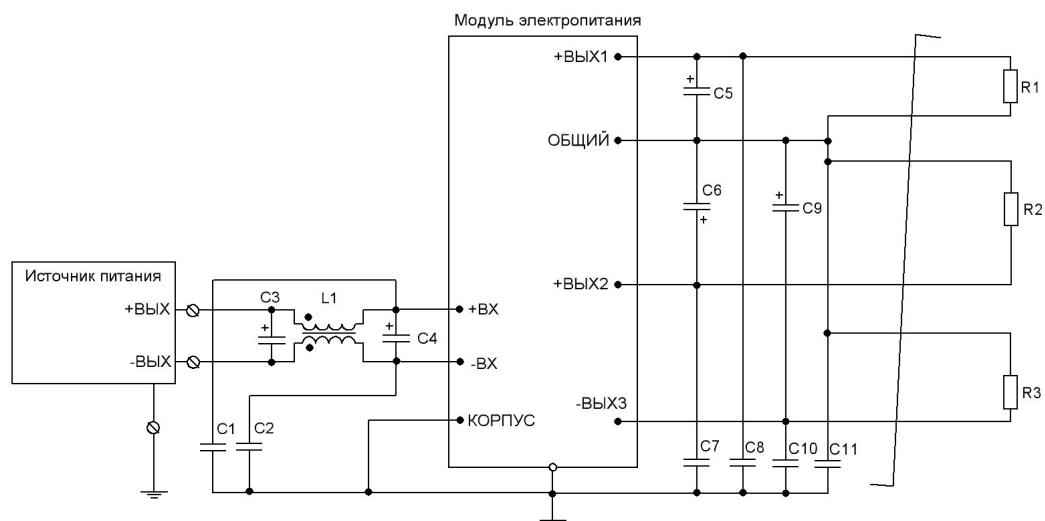 Модуль электропитания
+ВЫХ1
+
C5
R1
ОБЩИЙ
C6
+
+
C9
R2
Источник питания
+ВЫХ
-ВЫХ
C3
+
L1
+
C4
+ВХ
-ВХ
КОРПУС
+ВЫХ2
-ВЫХ3
R3
C1
C2
C7
C8
C10
C11